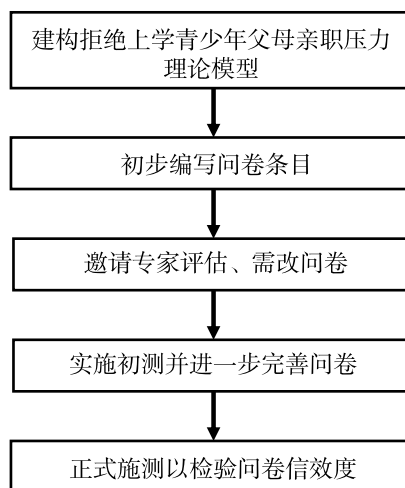 建构拒绝上学青少年父母亲职压力
理论模型
初步编写问卷条目
邀请专家评估、需改问卷
实施初测并进一步完善问卷
正式施测以检验问卷信效度